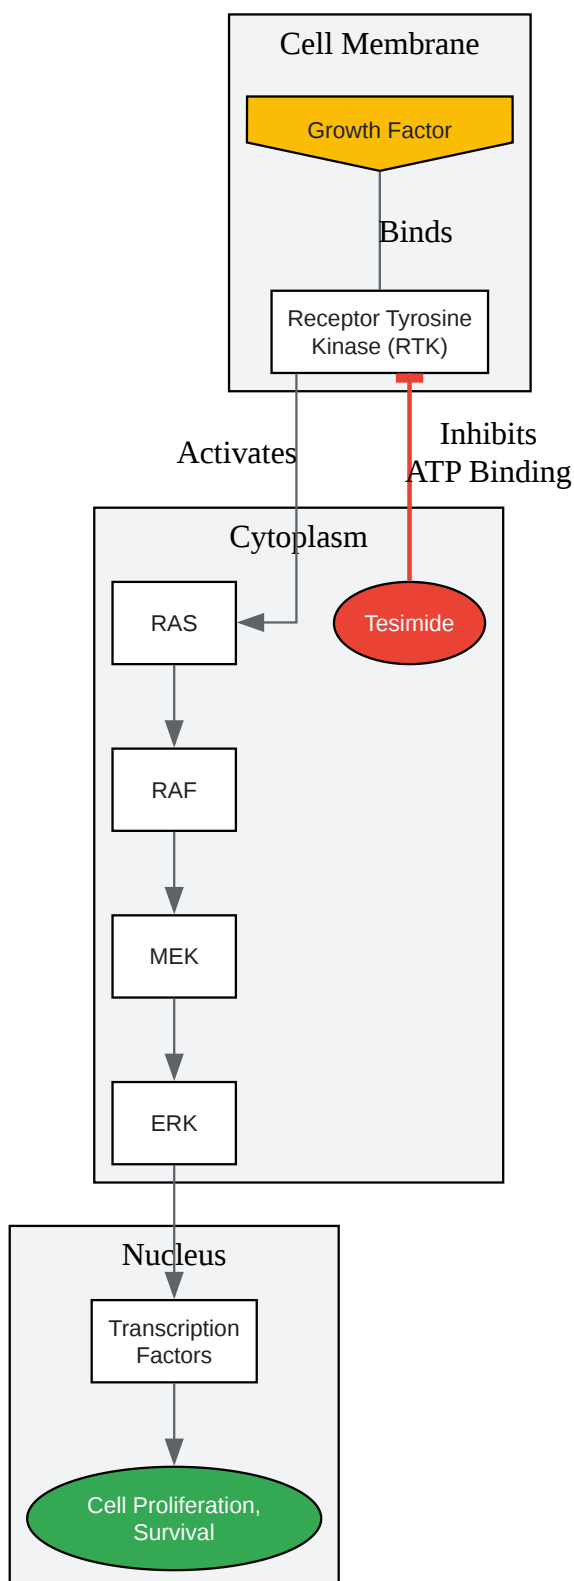 Cell Membrane
Growth Factor
Binds
Receptor Tyrosine
Kinase (RTK)
Activates
Inhibits
ATP Binding
Cytoplasm
RAS
Tesimide
RAF
MEK
ERK
Nucleus
Transcription
Factors
Cell Proliferation,
Survival